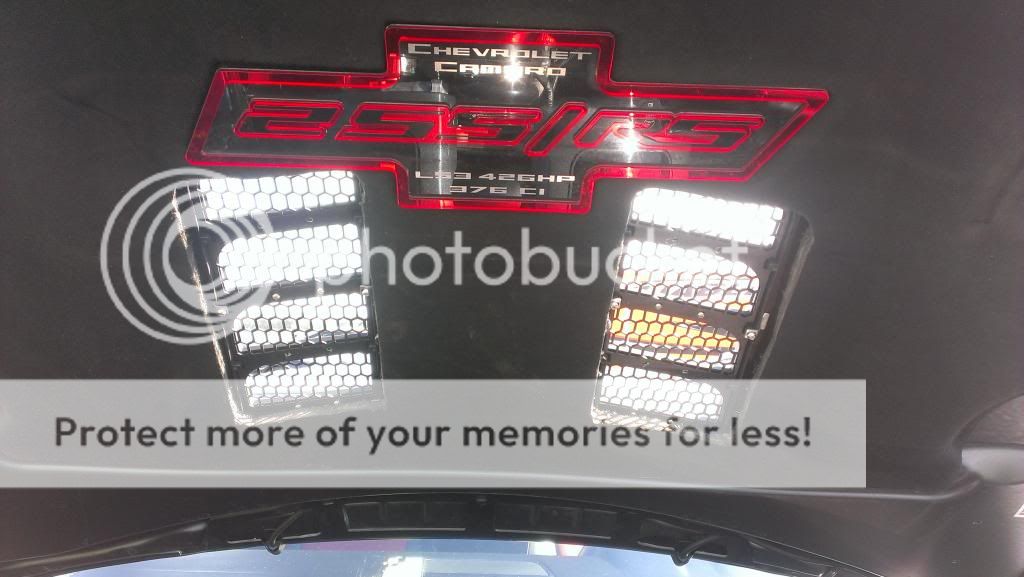 CHEVROLET
CAMARO
2SS/RS
LS3 426HP
376 CI
photobucket
Protect more of your memories for less!